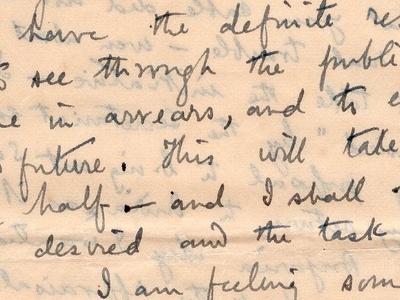 have the definite res
see through the publi
e in arrears, and to e
future. This will take
half – and I shall
desired and the task
I am feeling som